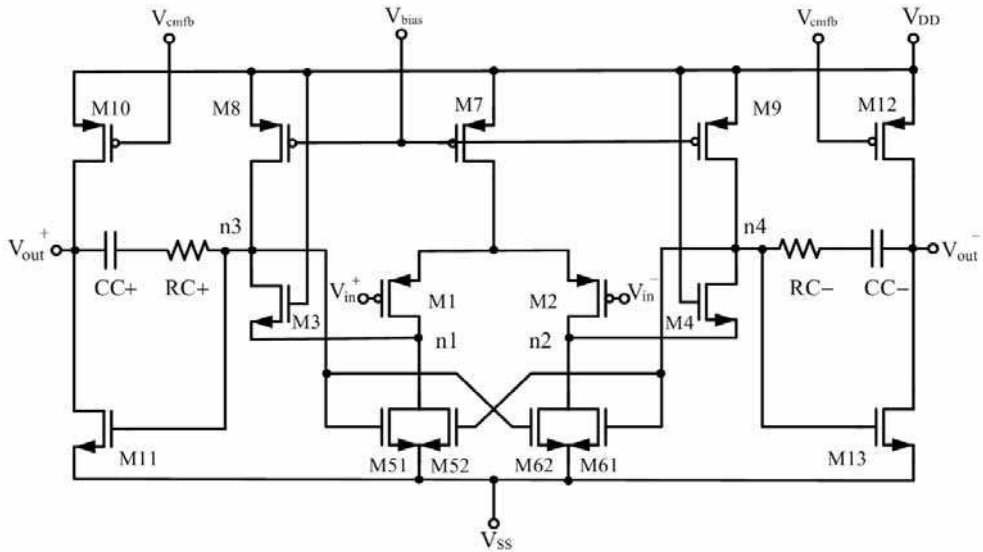 Vcmfb Vbias Vcmfb VDD
M10 M8 M7 M9 M12
n3 n4
Vout+ Vout−
CC+ RC+ RC− CC−
Vin+ M1 M2 Vin−
M3 M4
n1 n2
M11 M51 M52 M62 M61 M13
VSS